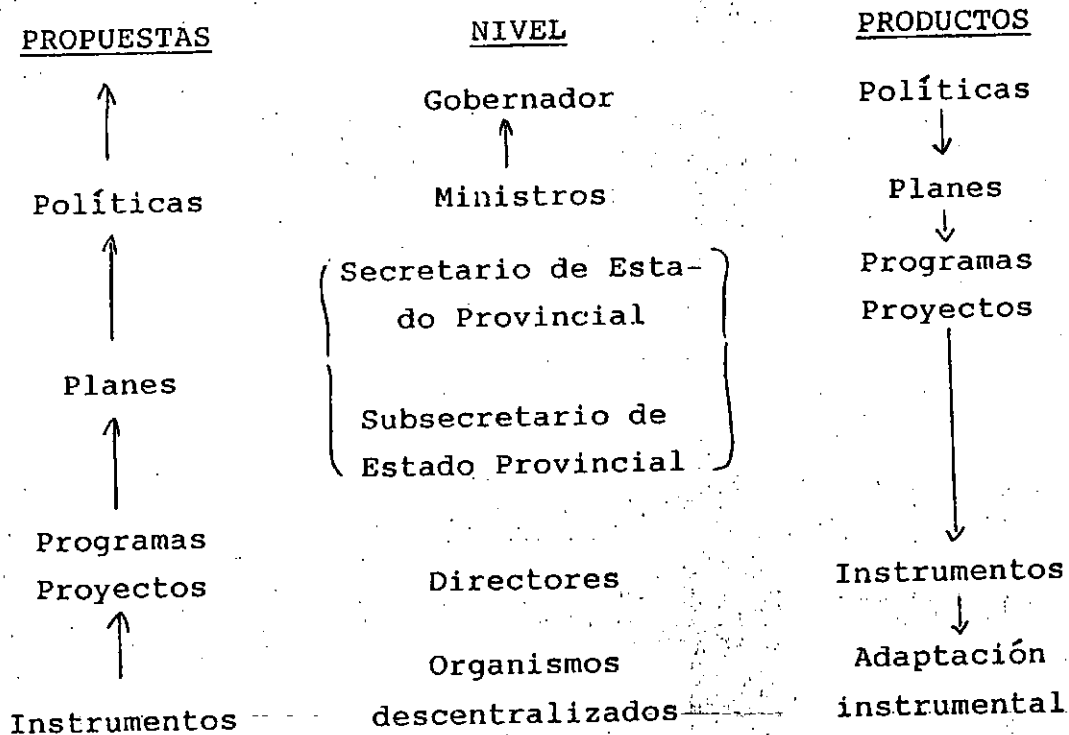 PROPUESTAS
NIVEL
PRODUCTOS
Gobernador
Políticas
Políticas
Ministros
Planes
Secretario de Esta-
do Provincial
Programas
Proyectos
Planes
Subsecretario de
Estado Provincial
Programas
Proyectos
Directores
Instrumentos
Organismos
descentralizados
Adaptación
instrumental
Instrumentos